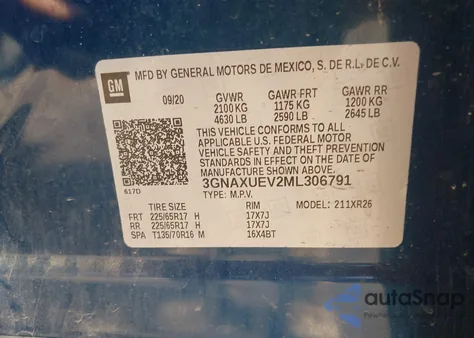 GM
MFD BY GENERAL MOTORS DE MEXICO, S. DE R.L. DE C.V.
09/20 GVWR GAWR FRT GAWR RR
2100 KG 1175 KG 1200 KG
4630 LB 2590 LB 2645 LB
THIS VEHICLE CONFORMS TO ALL
APPLICABLE U.S. FEDERAL MOTOR
VEHICLE SAFETY, BUMPER, AND THEFT
PREVENTION STANDARDS IN EFFECT ON
THE DATE OF MANUFACTURE SHOWN ABOVE.
3GNAXUEV2ML306791
617D TYPE: M.P.V. MODEL: 211XR26
TIRE SIZE RIM
FRT 225/65R17 H 17X7J
RR 225/65R17 H 17X7J
SPA T135/70R16 M 16X4BT
autoSnap